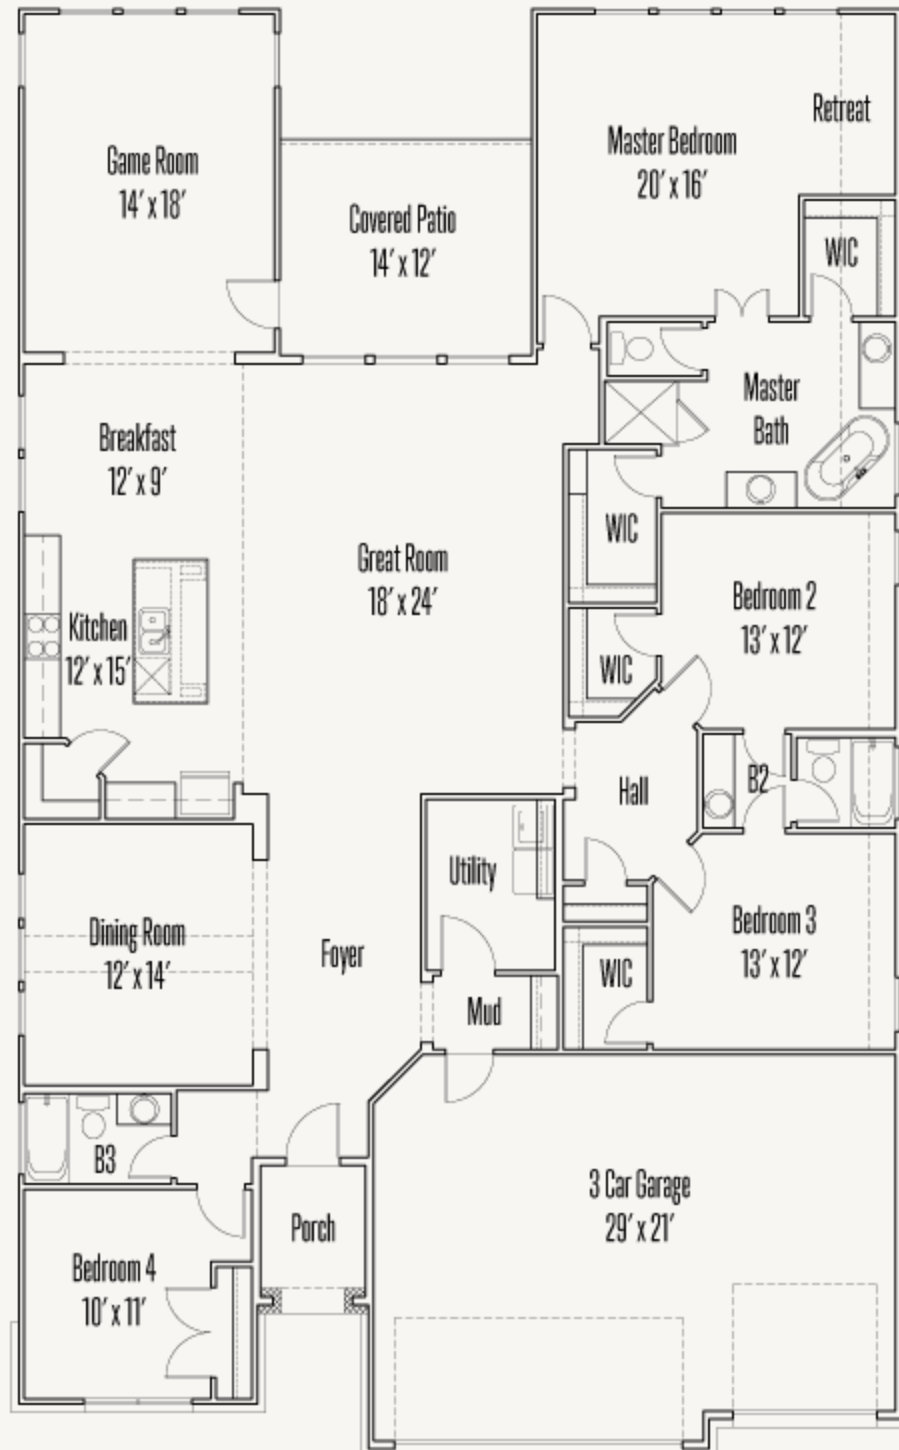 Game Room
14' x 18'
Covered Patio
14' x 12'
Master Bedroom
20' x 16'
Retreat
WIC
Master
Bath
Breakfast
12' x 9'
Great Room
18' x 24'
WIC
Kitchen
12' x 15'
Bedroom 2
13' x 12'
WIC
Hall
B2
Utility
Dining Room
12' x 14'
Foyer
Bedroom 3
13' x 12'
WIC
Mud
B3
3 Car Garage
29' x 21'
Porch
Bedroom 4
10' x 11'